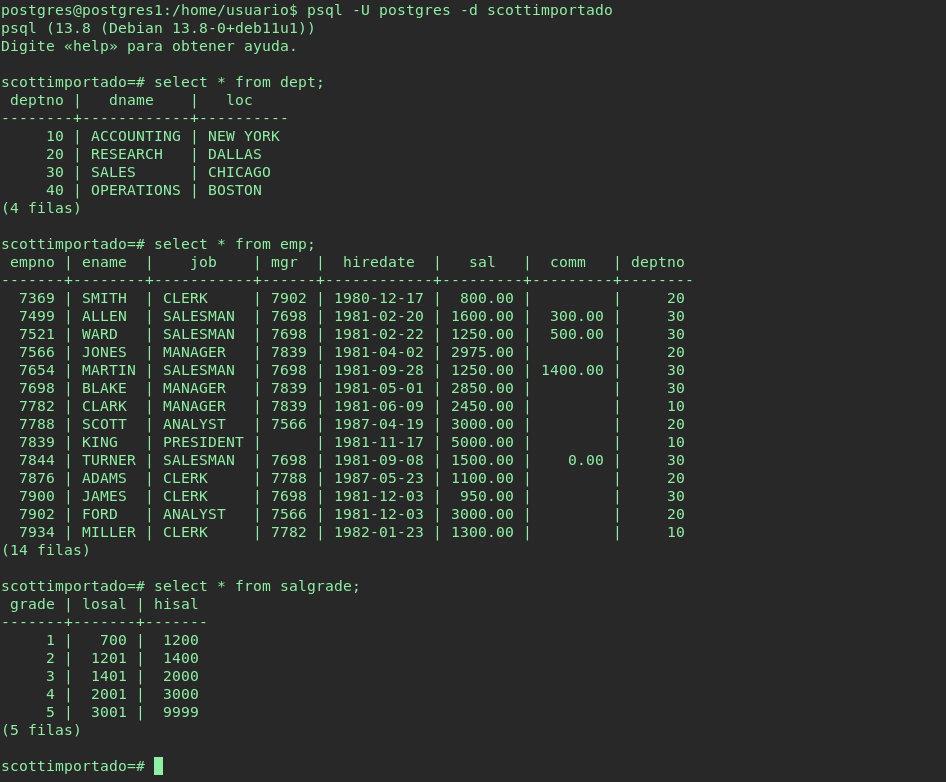 postgres@postgres1:/home/usuario$ psql -U postgres -d scottimportado
psql (13.8 (Debian 13.8-0+deb11u1))
Digite «help» para obtener ayuda.

scottimportado=# select * from dept;
 deptno |   dname    |   loc
--------+------------+----------
     10 | ACCOUNTING | NEW YORK
     20 | RESEARCH   | DALLAS
     30 | SALES      | CHICAGO
     40 | OPERATIONS | BOSTON
(4 filas)

scottimportado=# select * from emp;
 empno | ename  |    job    | mgr  |  hiredate  |   sal   |  comm   | deptno
-------+--------+-----------+------+------------+---------+---------+--------
  7369 | SMITH  | CLERK     | 7902 | 1980-12-17 |  800.00 |         |     20
  7499 | ALLEN  | SALESMAN  | 7698 | 1981-02-20 | 1600.00 |  300.00 |     30
  7521 | WARD   | SALESMAN  | 7698 | 1981-02-22 | 1250.00 |  500.00 |     30
  7566 | JONES  | MANAGER   | 7839 | 1981-04-02 | 2975.00 |         |     20
  7654 | MARTIN | SALESMAN  | 7698 | 1981-09-28 | 1250.00 | 1400.00 |     30
  7698 | BLAKE  | MANAGER   | 7839 | 1981-05-01 | 2850.00 |         |     30
  7782 | CLARK  | MANAGER   | 7839 | 1981-06-09 | 2450.00 |         |     10
  7788 | SCOTT  | ANALYST   | 7566 | 1987-04-19 | 3000.00 |         |     20
  7839 | KING   | PRESIDENT |      | 1981-11-17 | 5000.00 |         |     10
  7844 | TURNER | SALESMAN  | 7698 | 1981-09-08 | 1500.00 |    0.00 |     30
  7876 | ADAMS  | CLERK     | 7788 | 1987-05-23 | 1100.00 |         |     20
  7900 | JAMES  | CLERK     | 7698 | 1981-12-03 |  950.00 |         |     30
  7902 | FORD   | ANALYST   | 7566 | 1981-12-03 | 3000.00 |         |     20
  7934 | MILLER | CLERK     | 7782 | 1982-01-23 | 1300.00 |         |     10
(14 filas)

scottimportado=# select * from salgrade;
 grade | losal | hisal
-------+-------+-------
     1 |   700 |  1200
     2 |  1201 |  1400
     3 |  1401 |  2000
     4 |  2001 |  3000
     5 |  3001 |  9999
(5 filas)

scottimportado=#